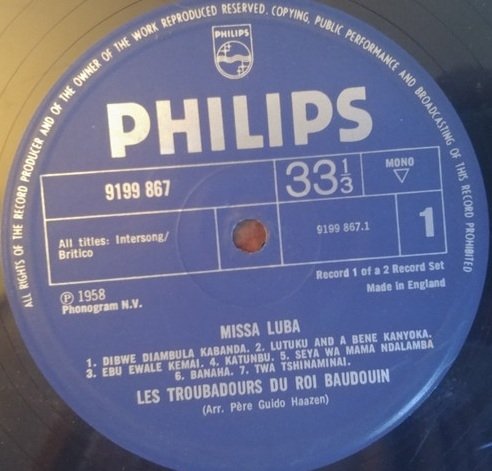 ALL RIGHTS OF THE RECORD PRODUCER AND OF THE OWNER OF THE WORK REPRODUCED RESERVED. COPYING, PUBLIC PERFORMANCE AND BROADCASTING OF THIS RECORD PROHIBITED
PHILIPS
PHILIPS
9199 867
33 1/3
MONO
All titles: Intersong/
Britico
9199 867.1
1
Record 1 of a 2 Record Set
Made in England
Ⓟ 1958
Phonogram N.V.
MISSA LUBA
1. DIBWE DIAMBULA KABANDA. 2. LUTUKU AND A BENE KANYOKA.
3. EBU EWALE KEMAI. 4. KATUNBU. 5. SEYA WA MAMA NDALAMBA
6. BANAHA. 7. TWA TSHINAMINAI.
LES TROUBADOURS DU ROI BAUDOUIN
(Arr. Père Guido Haazen)